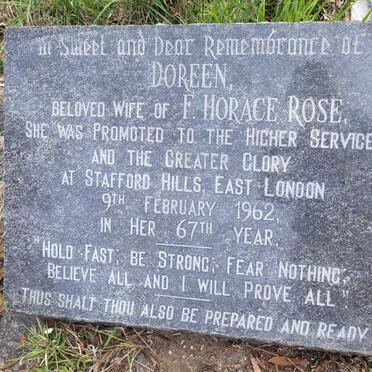 In Sweet and Dear Remembrance of
DOREEN,
BELOVED WIFE OF F. HORACE ROSE,
SHE WAS PROMOTED TO THE HIGHER SERVICE
AND THE GREATER GLORY
AT STAFFORD HILLS, EAST LONDON
9TH FEBRUARY 1962,
IN HER 67TH YEAR.
"HOLD FAST, BE STRONG, FEAR NOTHING,
BELIEVE ALL, AND I WILL PROVE ALL"
THUS SHALT THOU ALSO BE PREPARED AND READY